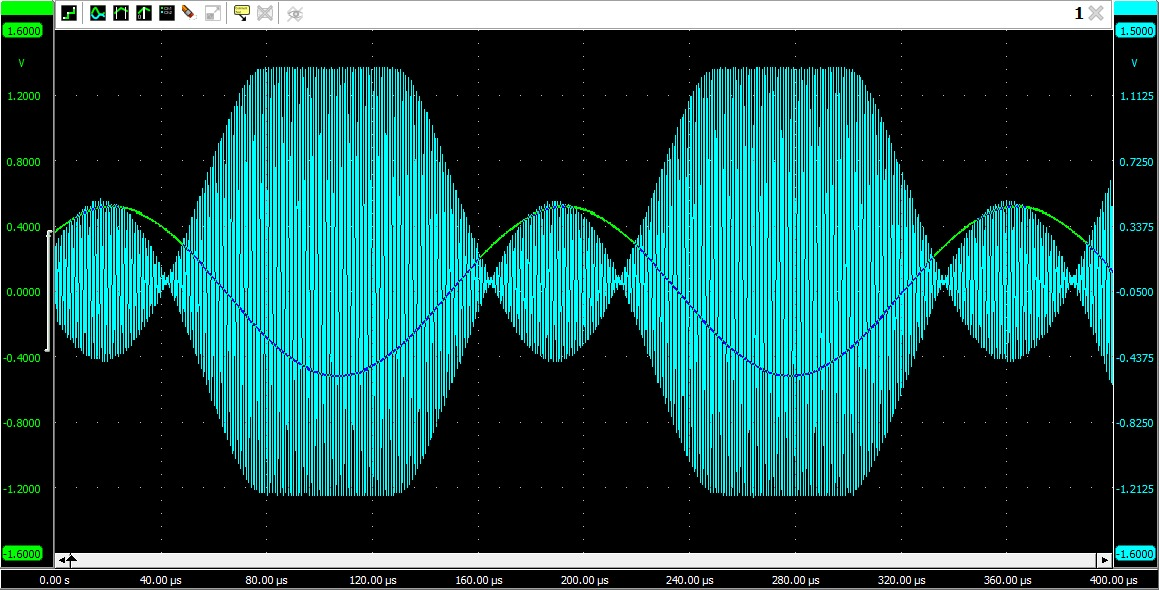 1
1.6000
1.5000
V
V
1.2000
1.1125
0.8000
0.7250
0.4000
0.3375
0.0000
-0.0500
-0.4000
-0.4375
-0.8000
-0.8250
-1.2000
-1.2125
-1.6000
-1.6000
0.00 s
40.00 µs
80.00 µs
120.00 µs
160.00 µs
200.00 µs
240.00 µs
280.00 µs
320.00 µs
360.00 µs
400.00 µs